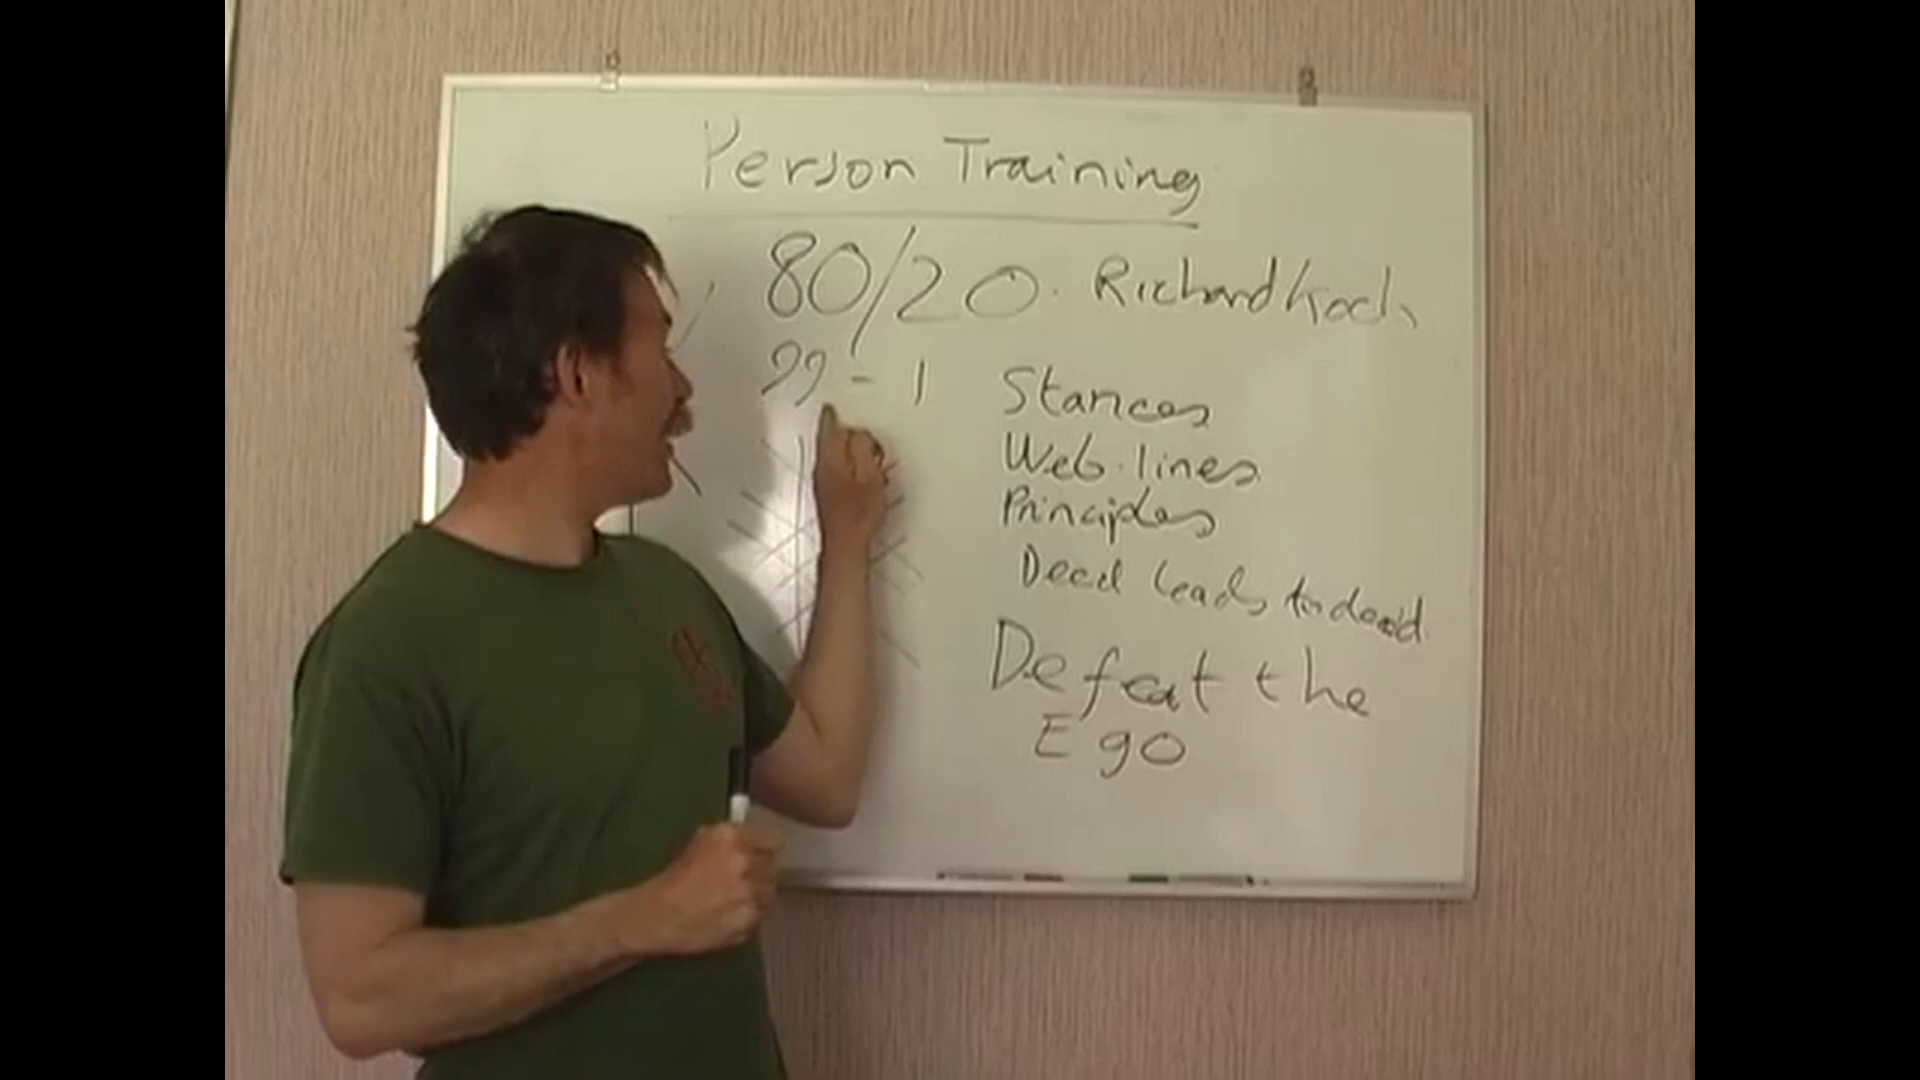 Person Training
80/20. Richard Koch
99 - 1
Stances
Web lines
Principles
Dead leads to dead.
Defeat the
Ego